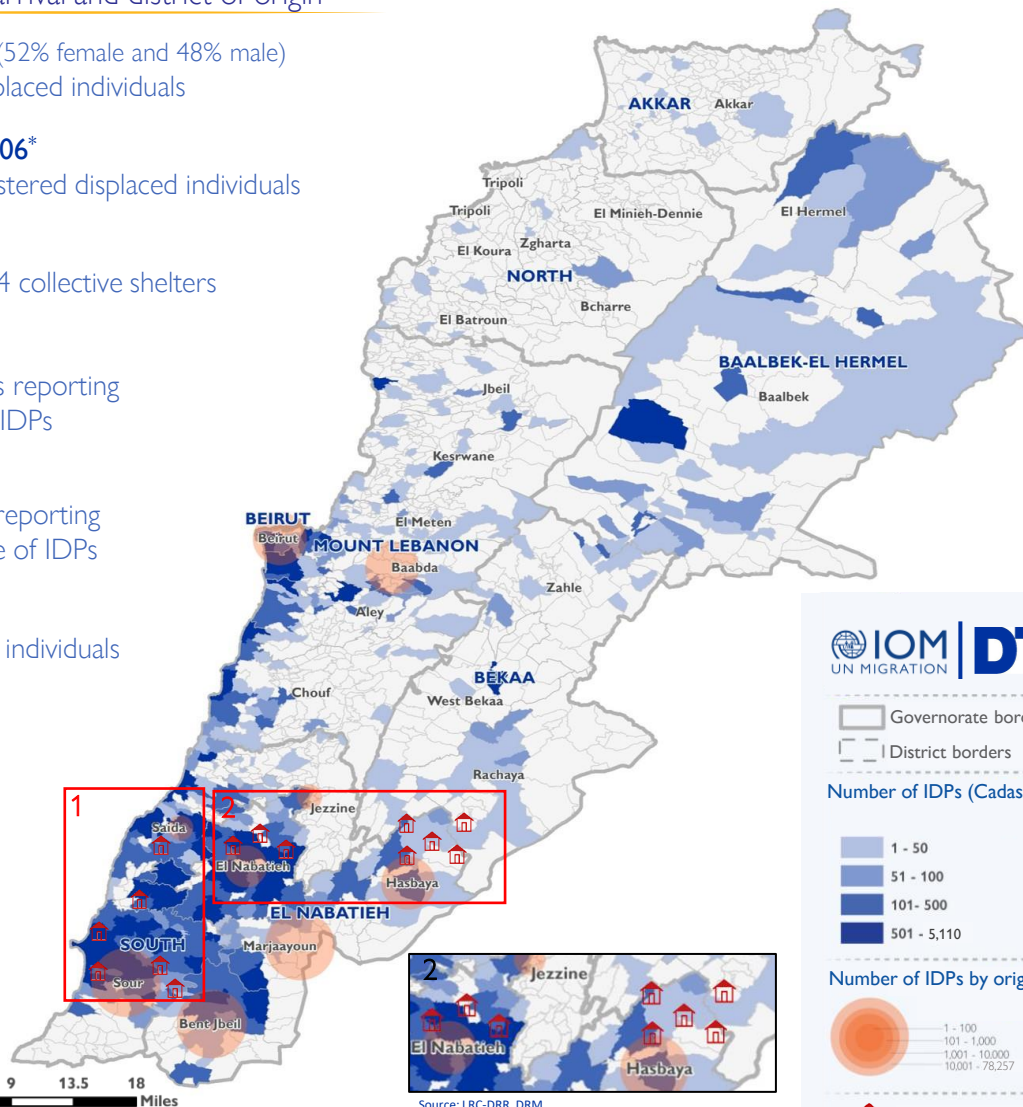 arrival and district of origin
(52% female and 48% male)
placed individuals
06*
stered displaced individuals
4 collective shelters
s reporting
IDPs
reporting
e of IDPs
individuals
AKKAR
Akkar
Tripoli
Tripoli
El Minieh-Dennie
El Hermel
El Koura
Zgharta
NORTH
Bcharre
El Batroun
BAALBEK-EL HERMEL
Baalbek
Jbeil
Kesrwane
El Meten
BEIRUT
Beirut
MOUNT LEBANON
Baabda
Zahle
Aley
BEKAA
Chouf
West Bekaa
Rachaya
1
2
Jezzine
Saida
El Nabatieh
Hasbaya
EL NABATIEH
SOUTH
Marjaayoun
Sour
Bent Jbeil
2
Jezzine
El Nabatieh
Hasbaya
9 13.5 18
Miles
Source: LRC-DRR, DRM
IOM
UN MIGRATION
DT
Governorate bord
District borders
Number of IDPs (Cadas
1 - 50
51 - 100
101- 500
501 - 5,110
Number of IDPs by orig
1 - 100
101 - 1,000
1,001 - 10,000
10,001 - 78,257